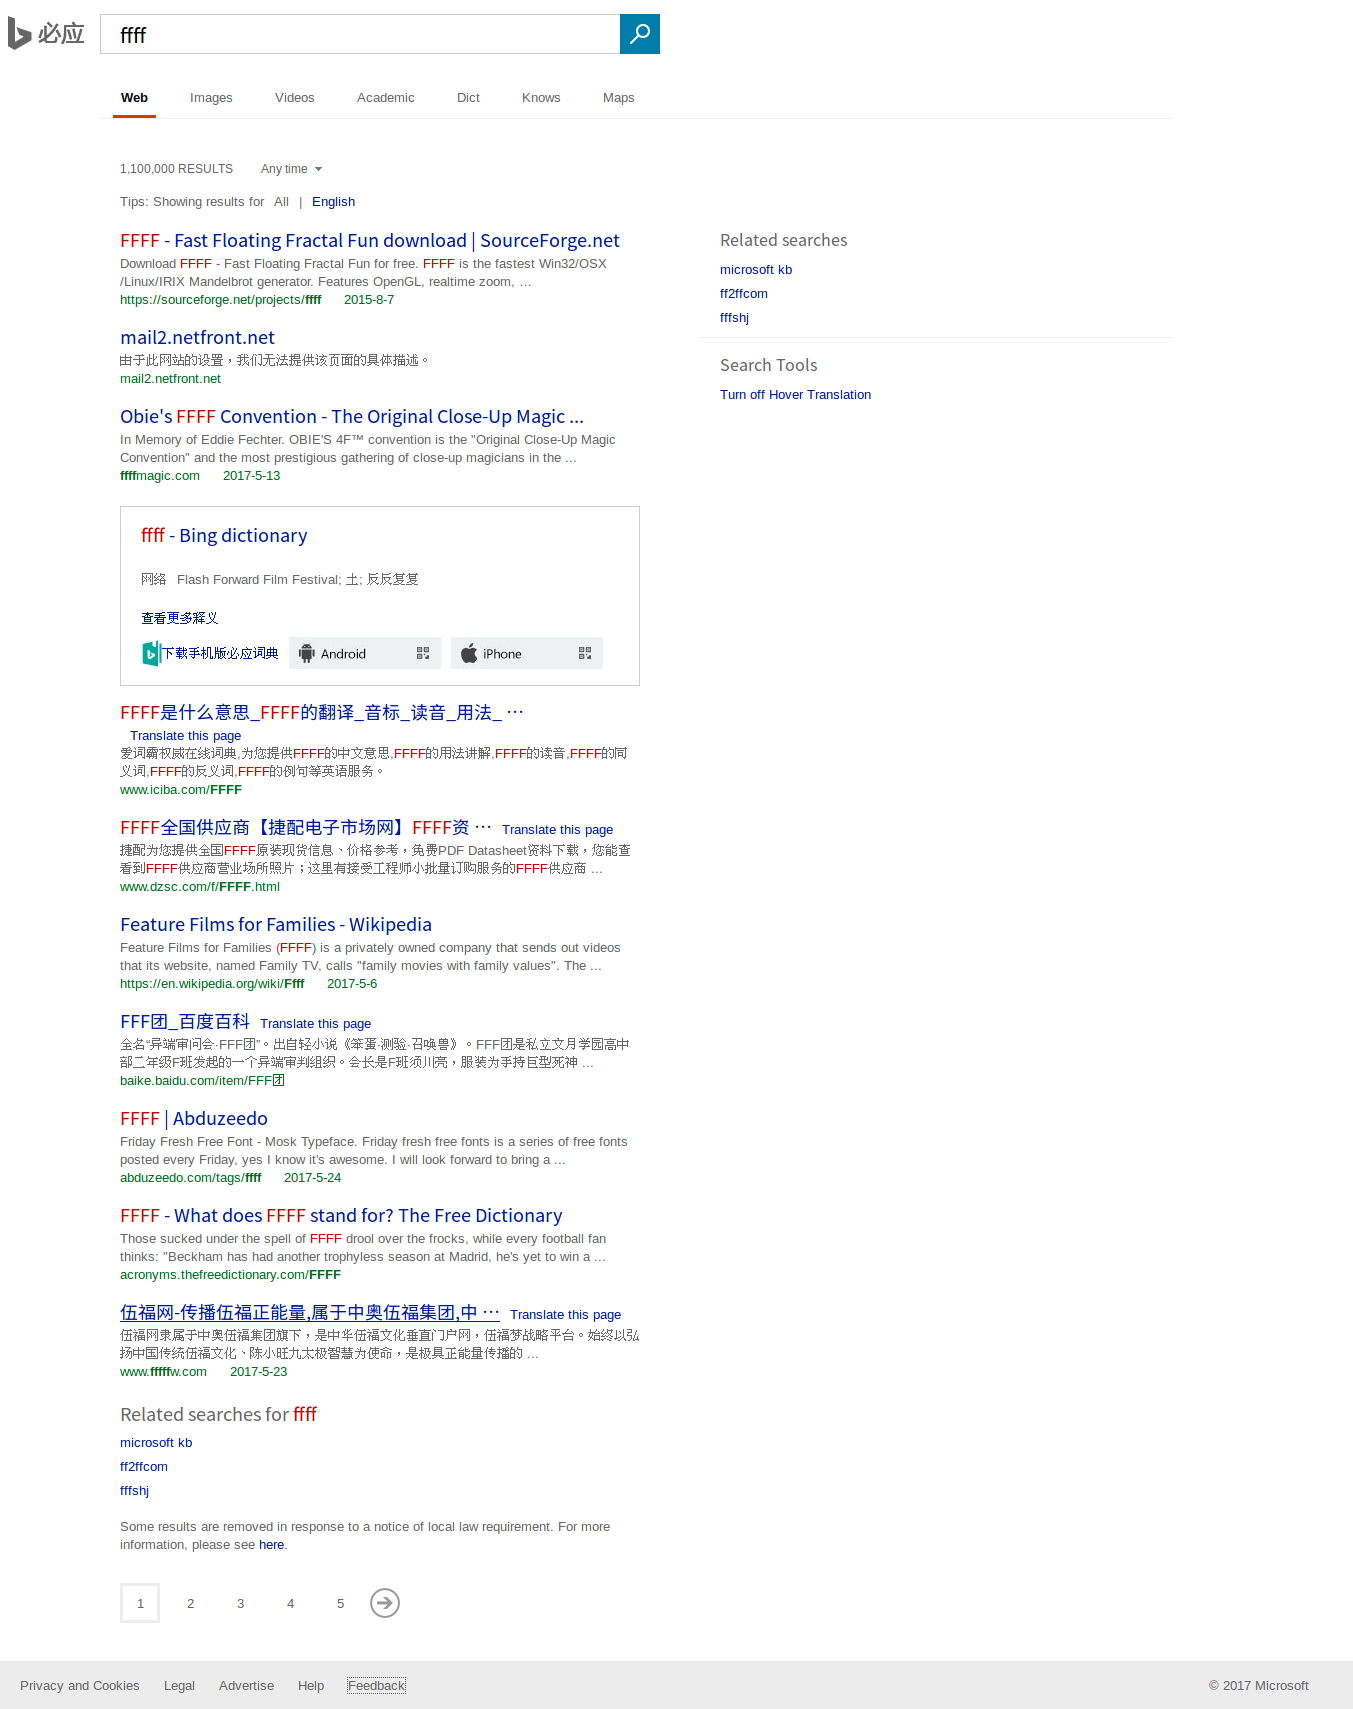 必应
ffff
Web Images Videos Academic Dict Knows Maps
1,100,000 RESULTS Any time
Tips: Showing results for All | English
FFFF - Fast Floating Fractal Fun download | SourceForge.net
Download FFFF - Fast Floating Fractal Fun for free. FFFF is the fastest Win32/OSX
/Linux/IRIX Mandelbrot generator. Features OpenGL, realtime zoom, …
https://sourceforge.net/projects/ffff 2015-8-7
mail2.netfront.net
由于此网站的设置，我们无法提供该页面的具体描述。
mail2.netfront.net
Obie's FFFF Convention - The Original Close-Up Magic ...
In Memory of Eddie Fechter. OBIE'S 4F™ convention is the "Original Close-Up Magic
Convention" and the most prestigious gathering of close-up magicians in the ...
ffffmagic.com 2017-5-13
ffff - Bing dictionary
网络 Flash Forward Film Festival; 土; 反反复复
查看更多释义
下载手机版必应词典 Android iPhone
FFFF是什么意思_FFFF的翻译_音标_读音_用法_ …
Translate this page
爱词霸权威在线词典,为您提供FFFF的中文意思,FFFF的用法讲解,FFFF的读音,FFFF的同
义词,FFFF的反义词,FFFF的例句等英语服务。
www.iciba.com/FFFF
FFFF全国供应商【捷配电子市场网】FFFF资 … Translate this page
捷配为您提供全国FFFF原装现货信息、价格参考，免费PDF Datasheet资料下载，您能查
看到FFFF供应商营业场所照片；这里有接受工程师小批量订购服务的FFFF供应商 ...
www.dzsc.com/f/FFFF.html
Feature Films for Families - Wikipedia
Feature Films for Families (FFFF) is a privately owned company that sends out videos
that its website, named Family TV, calls "family movies with family values". The ...
https://en.wikipedia.org/wiki/Ffff 2017-5-6
FFF团_百度百科 Translate this page
全名“异端审问会·FFF团”。出自轻小说《笨蛋·测验·召唤兽》。FFF团是私立文月学园高中
部二年级F班发起的一个异端审判组织。会长是F班须川亮，服装为手持巨型死神 ...
baike.baidu.com/item/FFF团
FFFF | Abduzeedo
Friday Fresh Free Font - Mosk Typeface. Friday fresh free fonts is a series of free fonts
posted every Friday, yes I know it's awesome. I will look forward to bring a ...
abduzeedo.com/tags/ffff 2017-5-24
FFFF - What does FFFF stand for? The Free Dictionary
Those sucked under the spell of FFFF drool over the frocks, while every football fan
thinks: "Beckham has had another trophyless season at Madrid, he's yet to win a ...
acronyms.thefreedictionary.com/FFFF
伍福网-传播伍福正能量,属于中奥伍福集团,中 … Translate this page
伍福网隶属于中奥伍福集团旗下，是中华伍福文化垂直门户网，伍福梦战略平台。始终以弘
扬中国传统伍福文化、陈小旺九太极智慧为使命，是极具正能量传播的 ...
www.fffffw.com 2017-5-23
Related searches for ffff
microsoft kb
ff2ffcom
fffshj
Some results are removed in response to a notice of local law requirement. For more
information, please see here.
1 2 3 4 5
Related searches
microsoft kb
ff2ffcom
fffshj
Search Tools
Turn off Hover Translation
Privacy and Cookies Legal Advertise Help Feedback © 2017 Microsoft